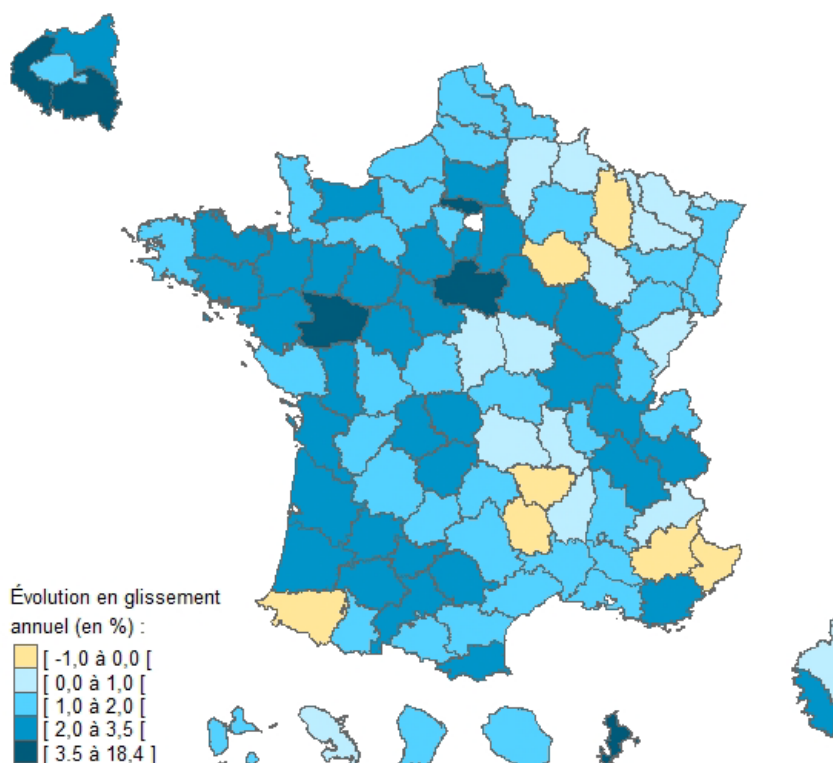 Évolution en glissement
annuel (en %) :
[ -1,0 à 0,0 [
[ 0,0 à 1,0 [
[ 1,0 à 2,0 [
[ 2,0 à 3,5 [
[ 3.5 à 18,4 ]